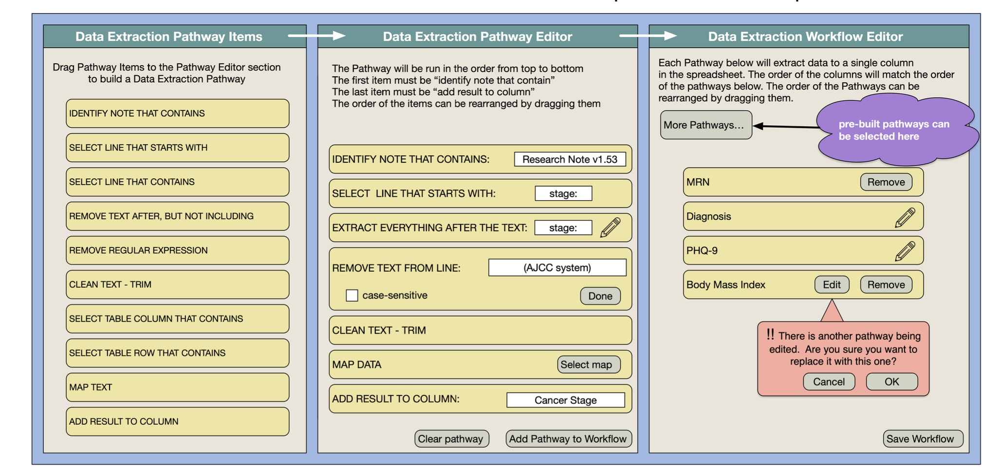 Data Extraction Pathway Items
Drag Pathway Items to the Pathway Editor section
to build a Data Extraction Pathway
IDENTIFY NOTE THAT CONTAINS
SELECT LINE THAT STARTS WITH
SELECT LINE THAT CONTAINS
REMOVE TEXT AFTER, BUT NOT INCLUDING
REMOVE REGULAR EXPRESSION
CLEAN TEXT - TRIM
SELECT TABLE COLUMN THAT CONTAINS
SELECT TABLE ROW THAT CONTAINS
MAP TEXT
ADD RESULT TO COLUMN
Data Extraction Pathway Editor
The Pathway will be run in the order from top to bottom
The first item must be “identify note that contain”
The last item must be “add result to column”
The order of the items can be rearranged by dragging them
IDENTIFY NOTE THAT CONTAINS: Research Note v1.53
SELECT LINE THAT STARTS WITH: stage:
EXTRACT EVERYTHING AFTER THE TEXT: stage:
REMOVE TEXT FROM LINE: (AJCC system)
case-sensitive Done
CLEAN TEXT - TRIM
MAP DATA Select map
ADD RESULT TO COLUMN: Cancer Stage
Clear pathway Add Pathway to Workflow
Data Extraction Workflow Editor
Each Pathway below will extract data to a single column
in the spreadsheet. The order of the columns will match the order
of the pathways below. The order of the Pathways can be
rearranged by dragging them.
More Pathways…
pre-built pathways can
be selected here
MRN Remove
Diagnosis
PHQ-9
Body Mass Index Edit Remove
!! There is another pathway being
edited. Are you sure you want to
replace it with this one?
Cancel OK
Save Workflow